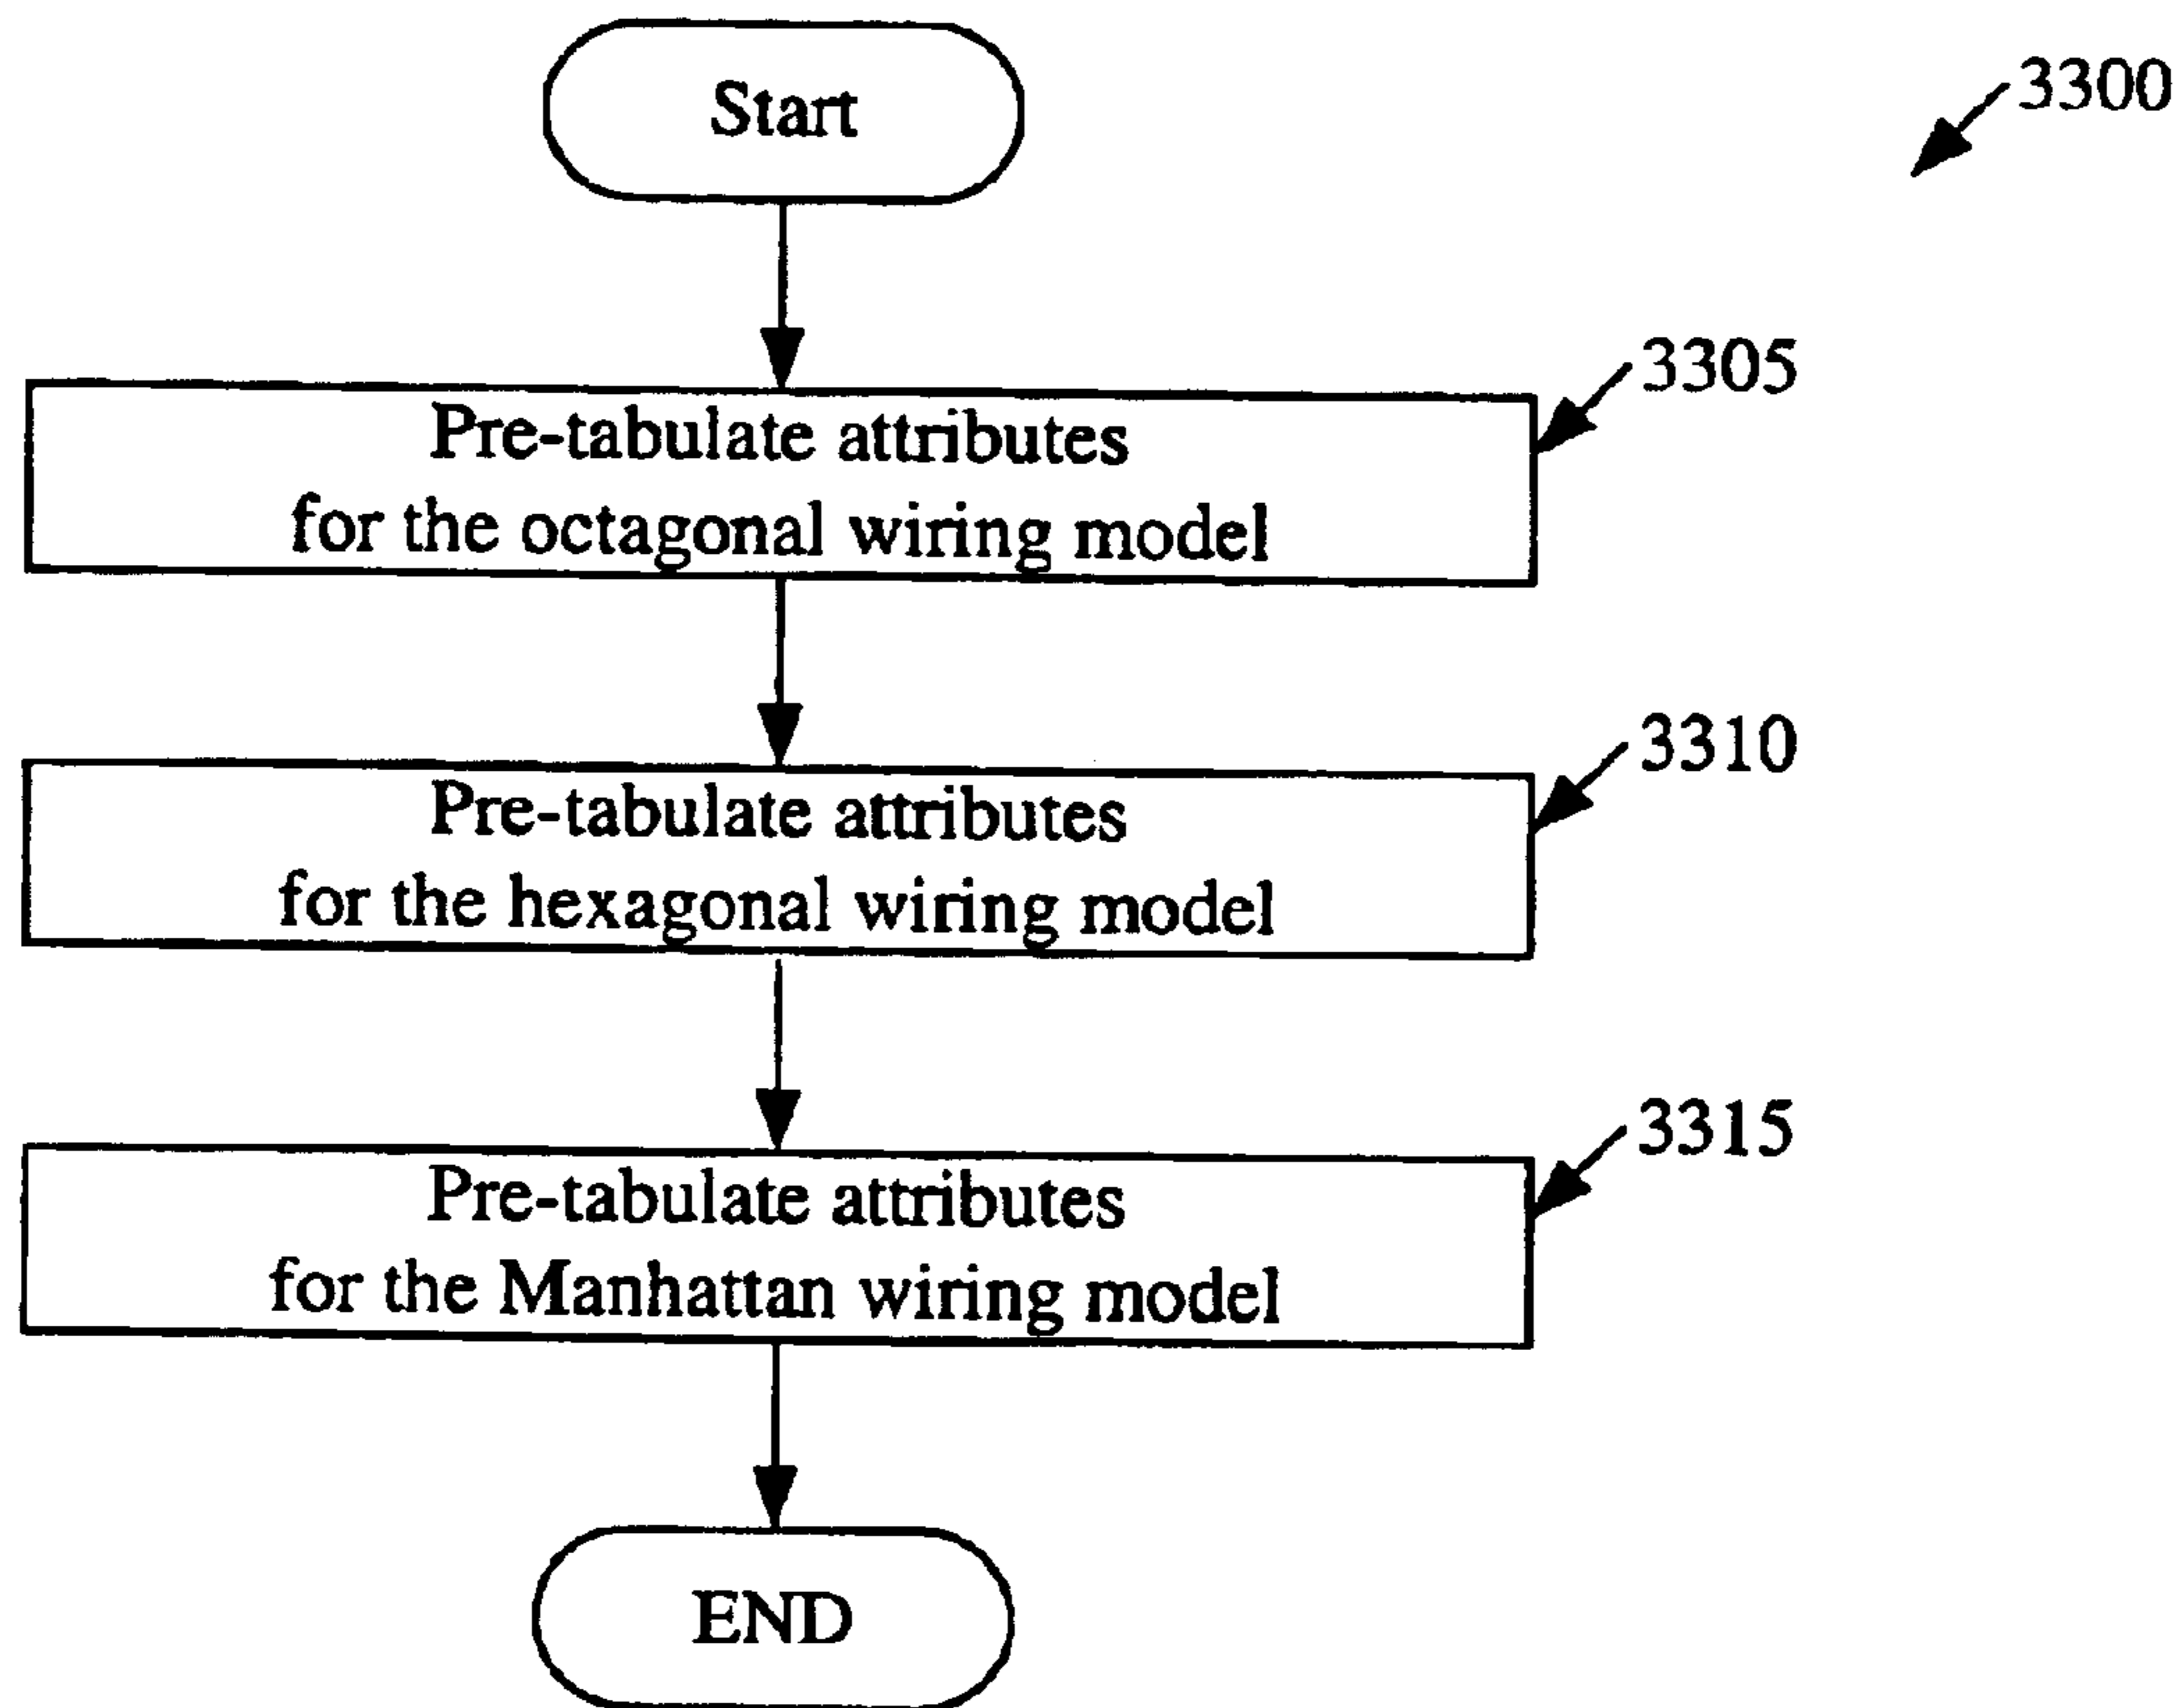 Start
3300
3305
Pre-tabulate attributes
for the octagonal wiring model
3310
Pre-tabulate attributes
for the hexagonal wiring model
3315
Pre-tabulate attributes
for the Manhattan wiring model
END